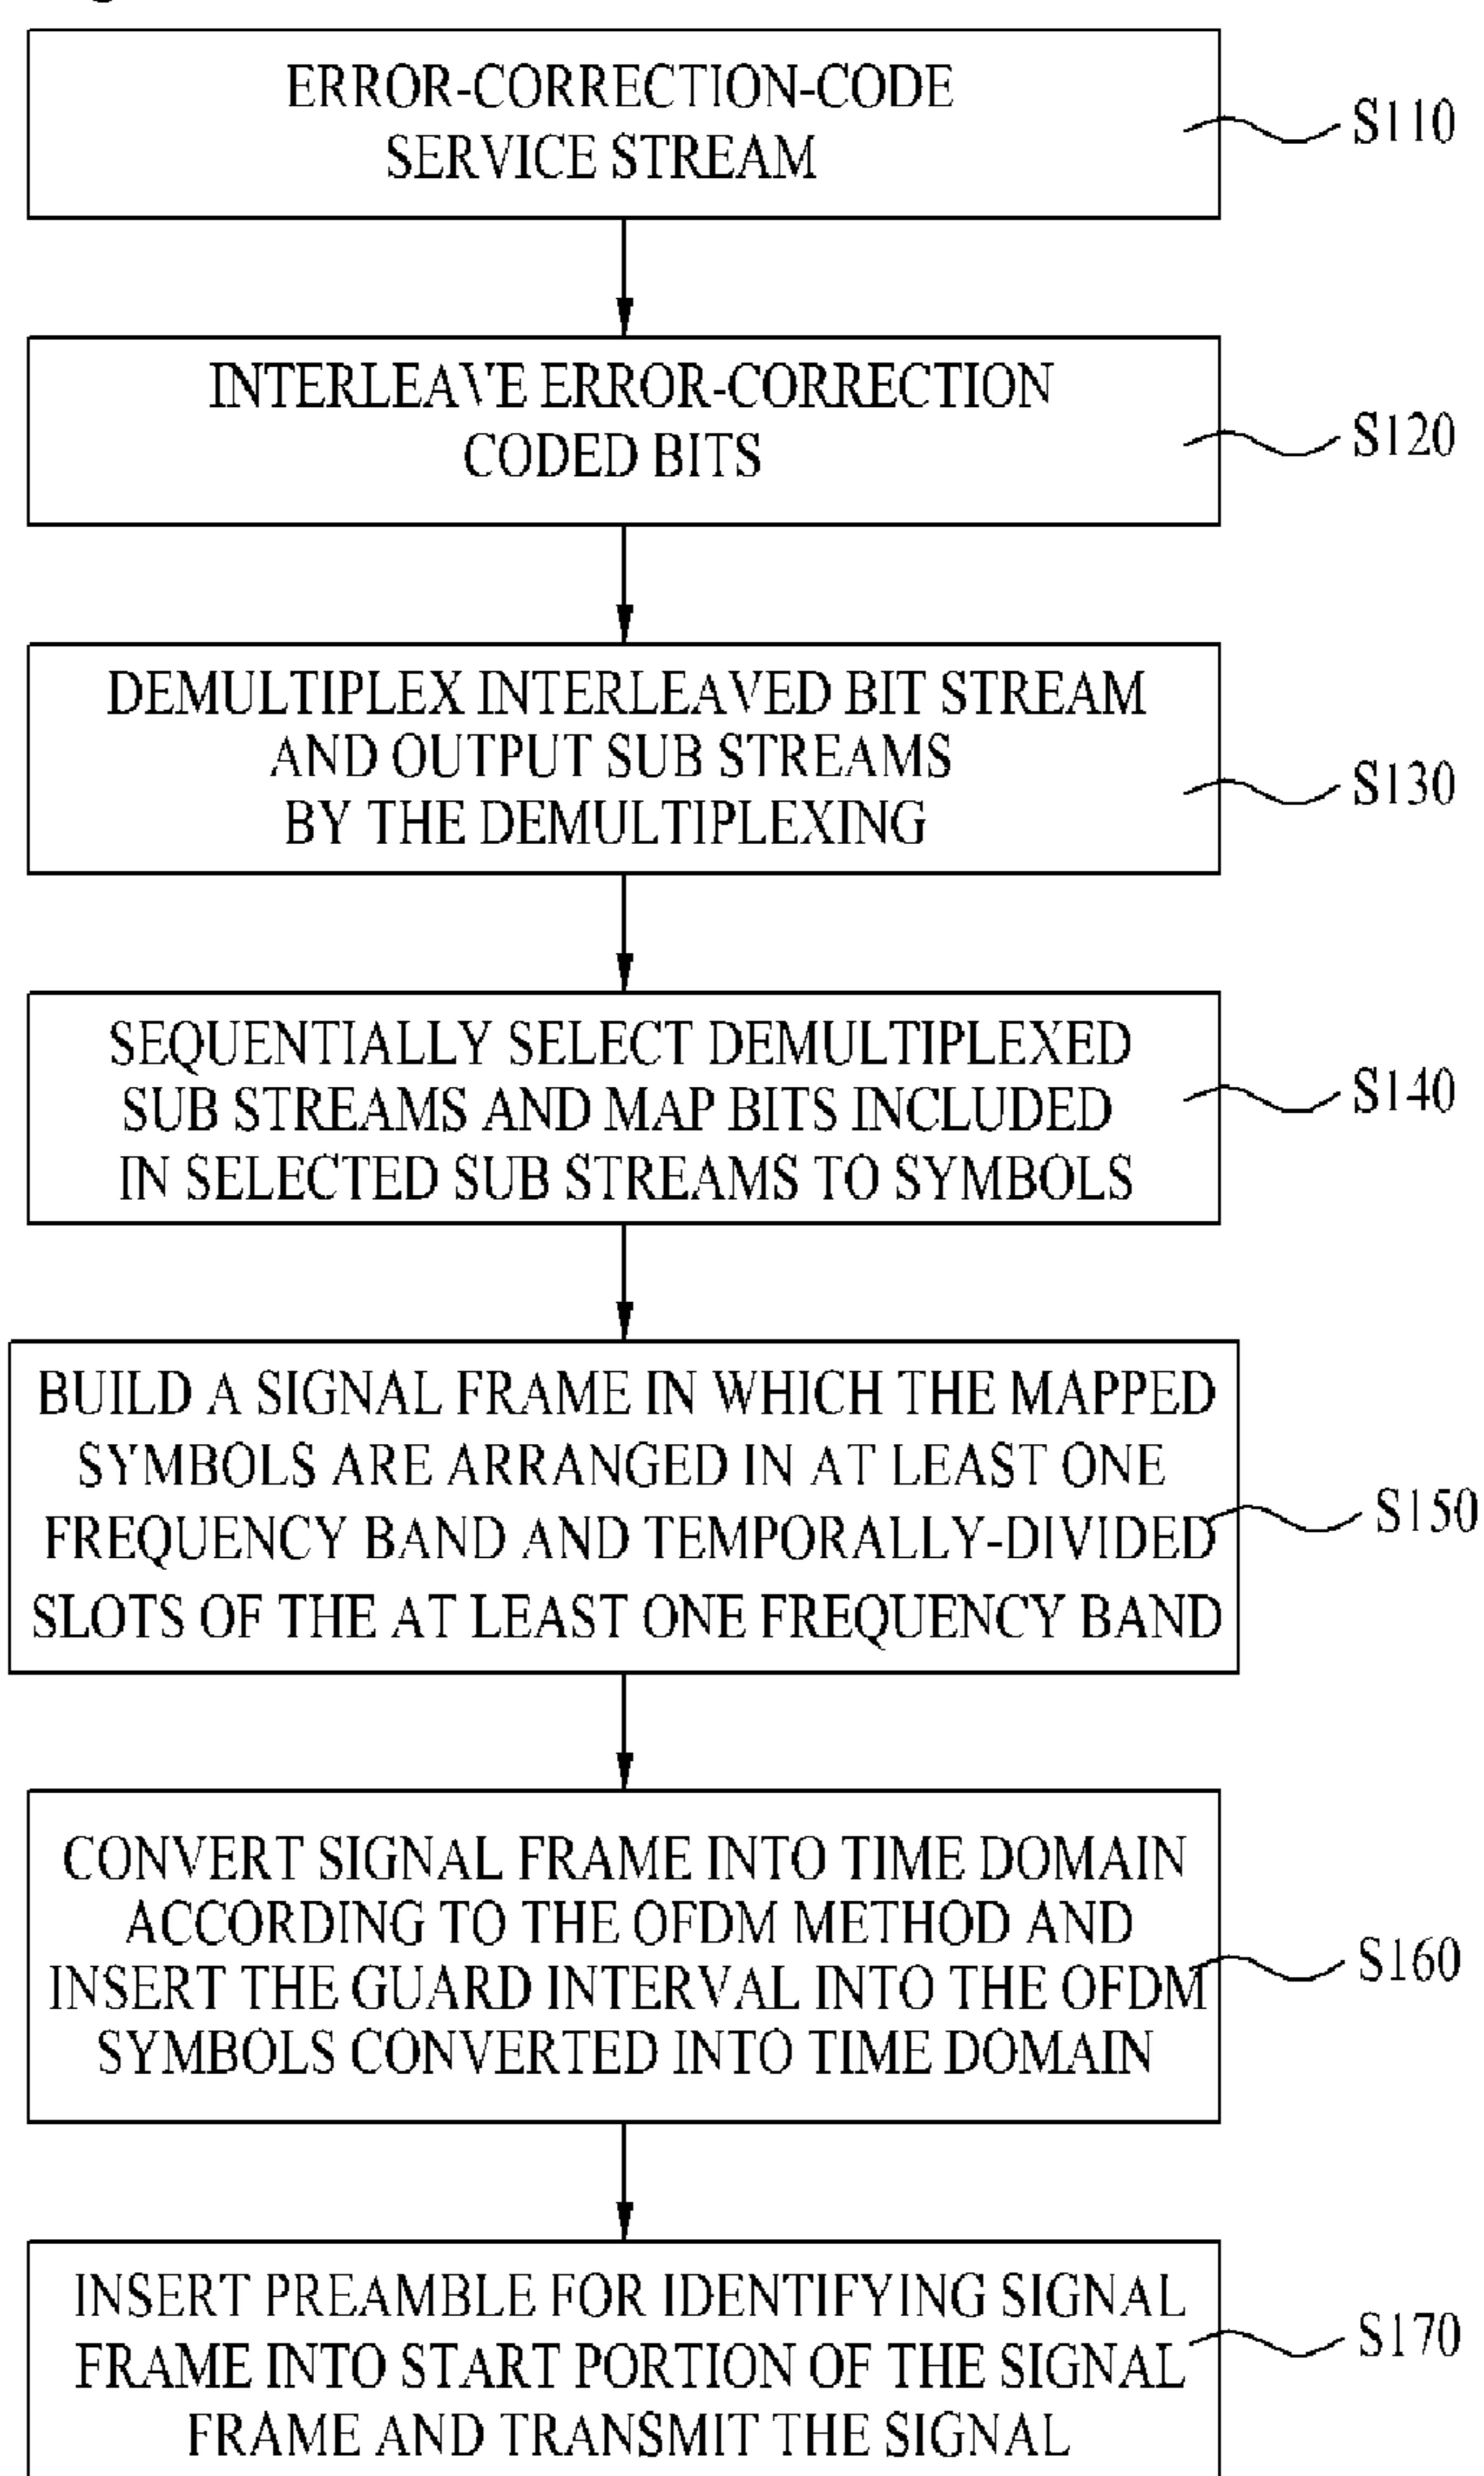 ERROR-CORRECTION-CODE
SERVICE STREAM
S110
INTERLEAVE ERROR-CORRECTION
CODED BITS
S120
DEMULTIPLEX INTERLEAVED BIT STREAM
AND OUTPUT SUB STREAMS
BY THE DEMULTIPLEXING
S130
SEQUENTIALLY SELECT DEMULTIPLEXED
SUB STREAMS AND MAP BITS INCLUDED
IN SELECTED SUB STREAMS TO SYMBOLS
S140
BUILD A SIGNAL FRAME IN WHICH THE MAPPED
SYMBOLS ARE ARRANGED IN AT LEAST ONE
FREQUENCY BAND AND TEMPORALLY-DIVIDED
SLOTS OF THE AT LEAST ONE FREQUENCY BAND
S150
CONVERT SIGNAL FRAME INTO TIME DOMAIN
ACCORDING TO THE OFDM METHOD AND
INSERT THE GUARD INTERVAL INTO THE OFDM
SYMBOLS CONVERTED INTO TIME DOMAIN
S160
INSERT PREAMBLE FOR IDENTIFYING SIGNAL
FRAME INTO START PORTION OF THE SIGNAL
FRAME AND TRANSMIT THE SIGNAL
S170